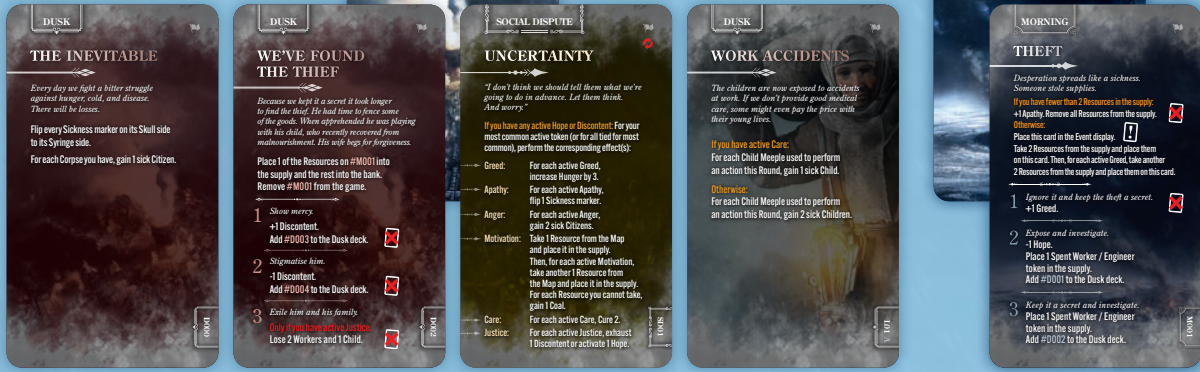 DUSK
THE INEVITABLE
Every day we fight a bitter struggle
against hunger, cold, and disease.
There will be losses.
Flip every Sickness marker on its Skull side
to its Syringe side.
For each Corpse you have, gain 1 sick Citizen.
D000
DUSK
WE'VE FOUND
THE THIEF
Because we kept it a secret it took longer
to find the thief. He had time to fence some
of the goods. When apprehended he was playing
with his child, who recently recovered from
malnourishment. His wife begs for forgiveness.
Place 1 of the Resources on #M001 into
the supply and the rest into the bank.
Remove #M001 from the game.
1 Show mercy.
+1 Discontent.
Add #D003 to the Dusk deck.
2 Stigmatise him.
-1 Discontent.
Add #D004 to the Dusk deck.
3 Exile him and his family.
Only if you have active Justice:
Lose 2 Workers and 1 Child.
D002
SOCIAL DISPUTE
UNCERTAINTY
"I don't think we should tell them what we're
going to do in advance. Let them think.
And worry."
If you have any active Hope or Discontent: For your
most common active token (or for all tied for most
common), perform the corresponding effect(s):
Greed: For each active Greed,
increase Hunger by 3.
Apathy: For each active Apathy,
flip 1 Sickness marker.
Anger: For each active Anger,
gain 2 sick Citizens.
Motivation: Take 1 Resource from the Map
and place it in the supply.
Then, for each active Motivation,
take another 1 Resource from
the Map and place it in the supply.
For each Resource you cannot take,
gain 1 Coal.
Care: For each active Care, Cure 2.
Justice: For each active Justice, exhaust
1 Discontent or activate 1 Hope.
SD01
DUSK
WORK ACCIDENTS
The children are now exposed to accidents
at work. If we don't provide good medical
care, some might even pay the price with
their young lives.
If you have active Care:
For each Child Meeple used to perform
an action this Round, gain 1 sick Child.
Otherwise:
For each Child Meeple used to perform
an action this Round, gain 2 sick Children.
L01 A
MORNING
THEFT
Desperation spreads like a sickness.
Someone stole supplies.
If you have fewer than 2 Resources in the supply:
+1 Apathy. Remove all Resources from the supply.
Otherwise:
Place this card in the Event display.
Take 2 Resources from the supply and place them
on this card. Then, for each active Greed, take another
2 Resources from the supply and place them on this card.
1 Ignore it and keep the theft a secret.
+1 Greed.
2 Expose and investigate.
-1 Hope.
Place 1 Spent Worker / Engineer
token in the supply.
Add #D001 to the Dusk deck.
3 Keep it a secret and investigate.
Place 1 Spent Worker / Engineer
token in the supply.
Add #D002 to the Dusk deck.
M001